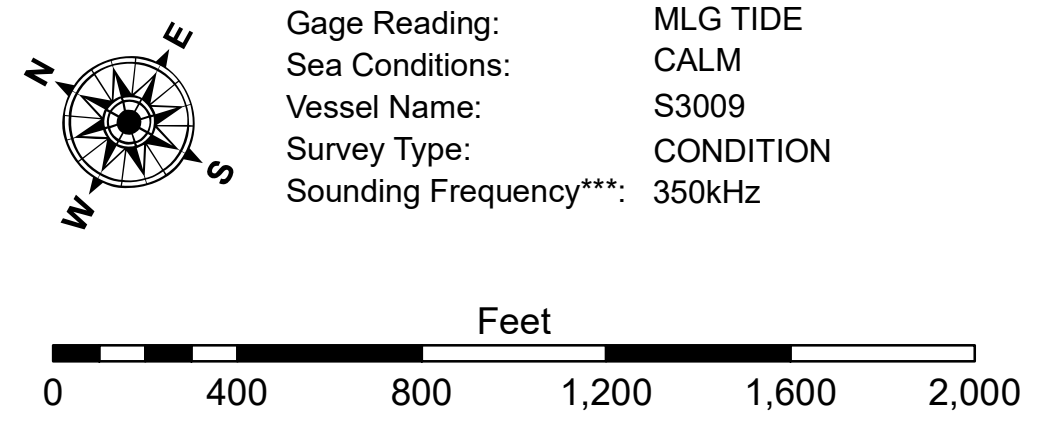 N
E
S
W
Gage Reading: MLG TIDE
Sea Conditions: CALM
Vessel Name: S3009
Survey Type: CONDITION
Sounding Frequency***: 350kHz
Feet
0 400 800 1,200 1,600 2,000